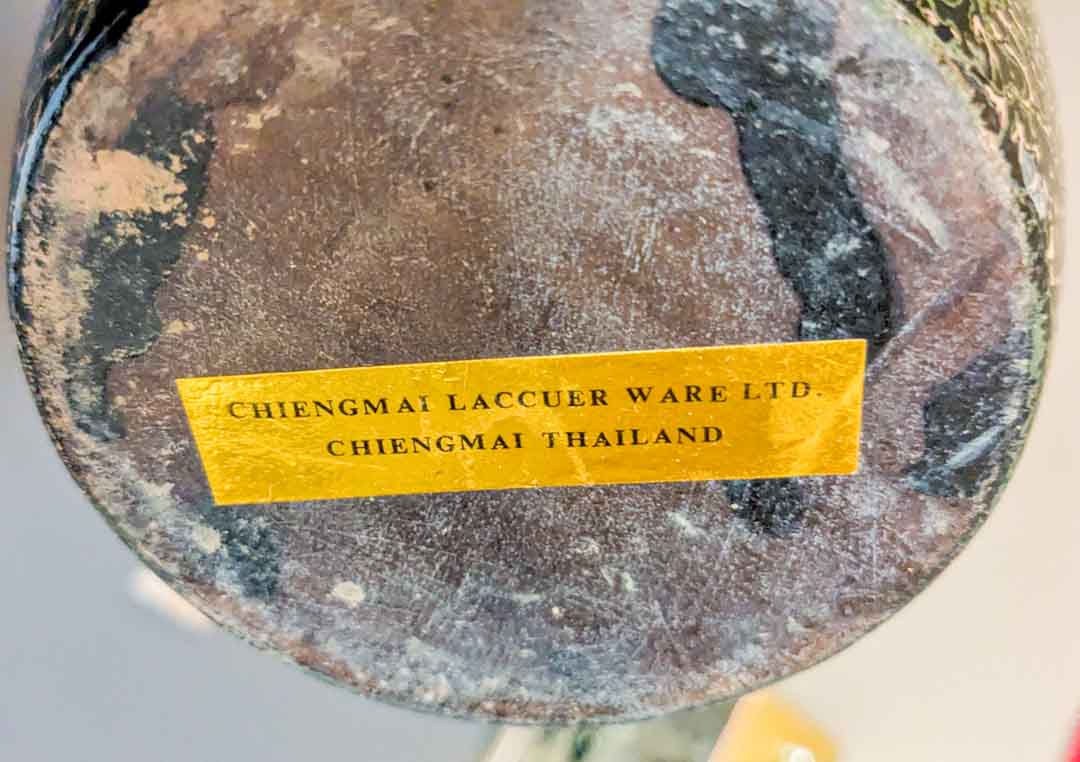 CHIENGMAI LACCUER WARE LTD.
CHIENGMAI THAILAND